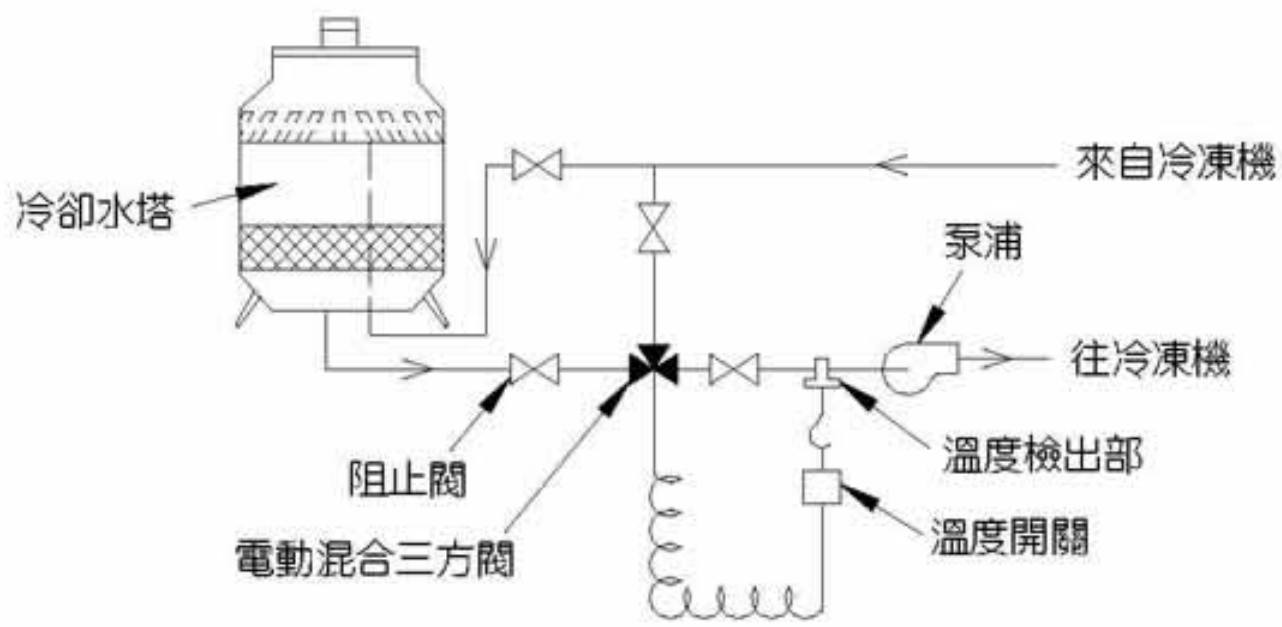 來自冷凍機
冷卻水塔
泵浦
往冷凍機
溫度檢出部
阻止閥
溫度開關
電動混合三方閥